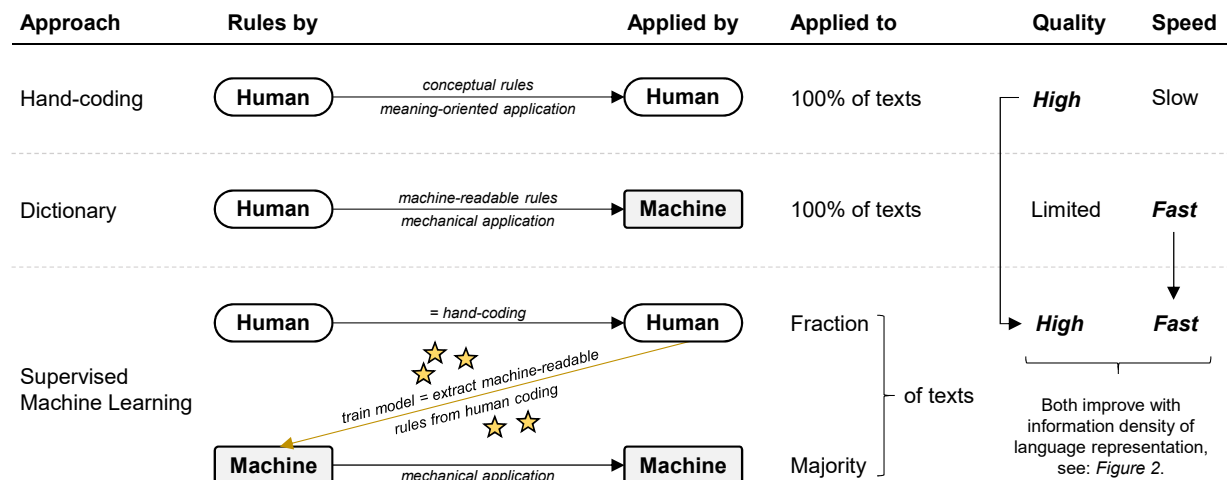 Approach Rules by Applied by Applied to Quality Speed
Hand-coding Human conceptual rules Human 100% of texts High Slow
meaning-oriented application
Dictionary Human machine-readable rules Machine 100% of texts Limited Fast
mechanical application
Human = hand-coding Human Fraction High Fast
Supervised
Machine Learning
train model = extract machine-readable
rules from human coding
of texts
Both improve with
information density of
language representation,
see: Figure 2.
Machine mechanical application Machine Majority